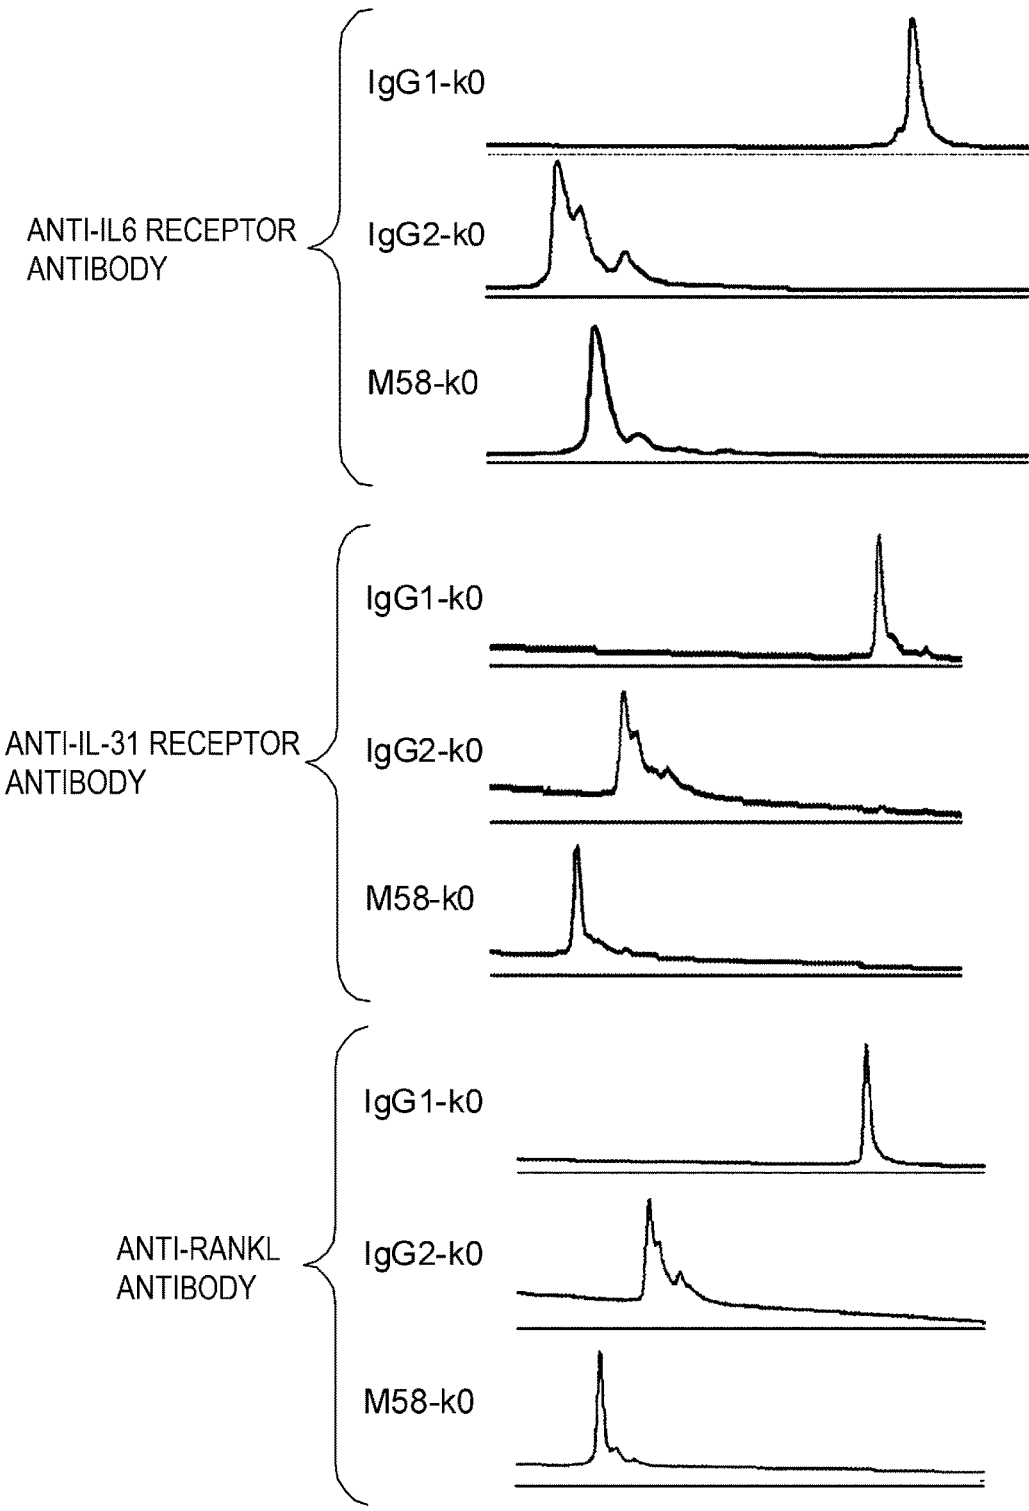 IgG1-k0
IgG2-k0
ANTI-IL6 RECEPTOR
ANTIBODY
M58-k0
IgG1-k0
IgG2-k0
ANTI-IL-31 RECEPTOR
ANTIBODY
M58-k0
IgG1-k0
IgG2-k0
ANTI-RANKL
ANTIBODY
M58-k0